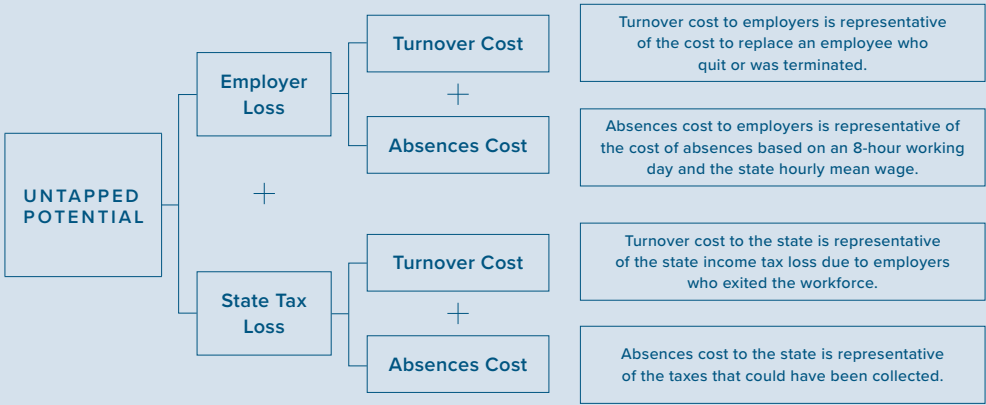 UNTAPPED
POTENTIAL
Employer
Loss
+
State Tax
Loss
Turnover Cost
+
Absences Cost
Turnover Cost
+
Absences Cost
Turnover cost to employers is representative
of the cost to replace an employee who
quit or was terminated.
Absences cost to employers is representative of
the cost of absences based on an 8-hour working
day and the state hourly mean wage.
Turnover cost to the state is representative
of the state income tax loss due to employers
who exited the workforce.
Absences cost to the state is representative
of the taxes that could have been collected.